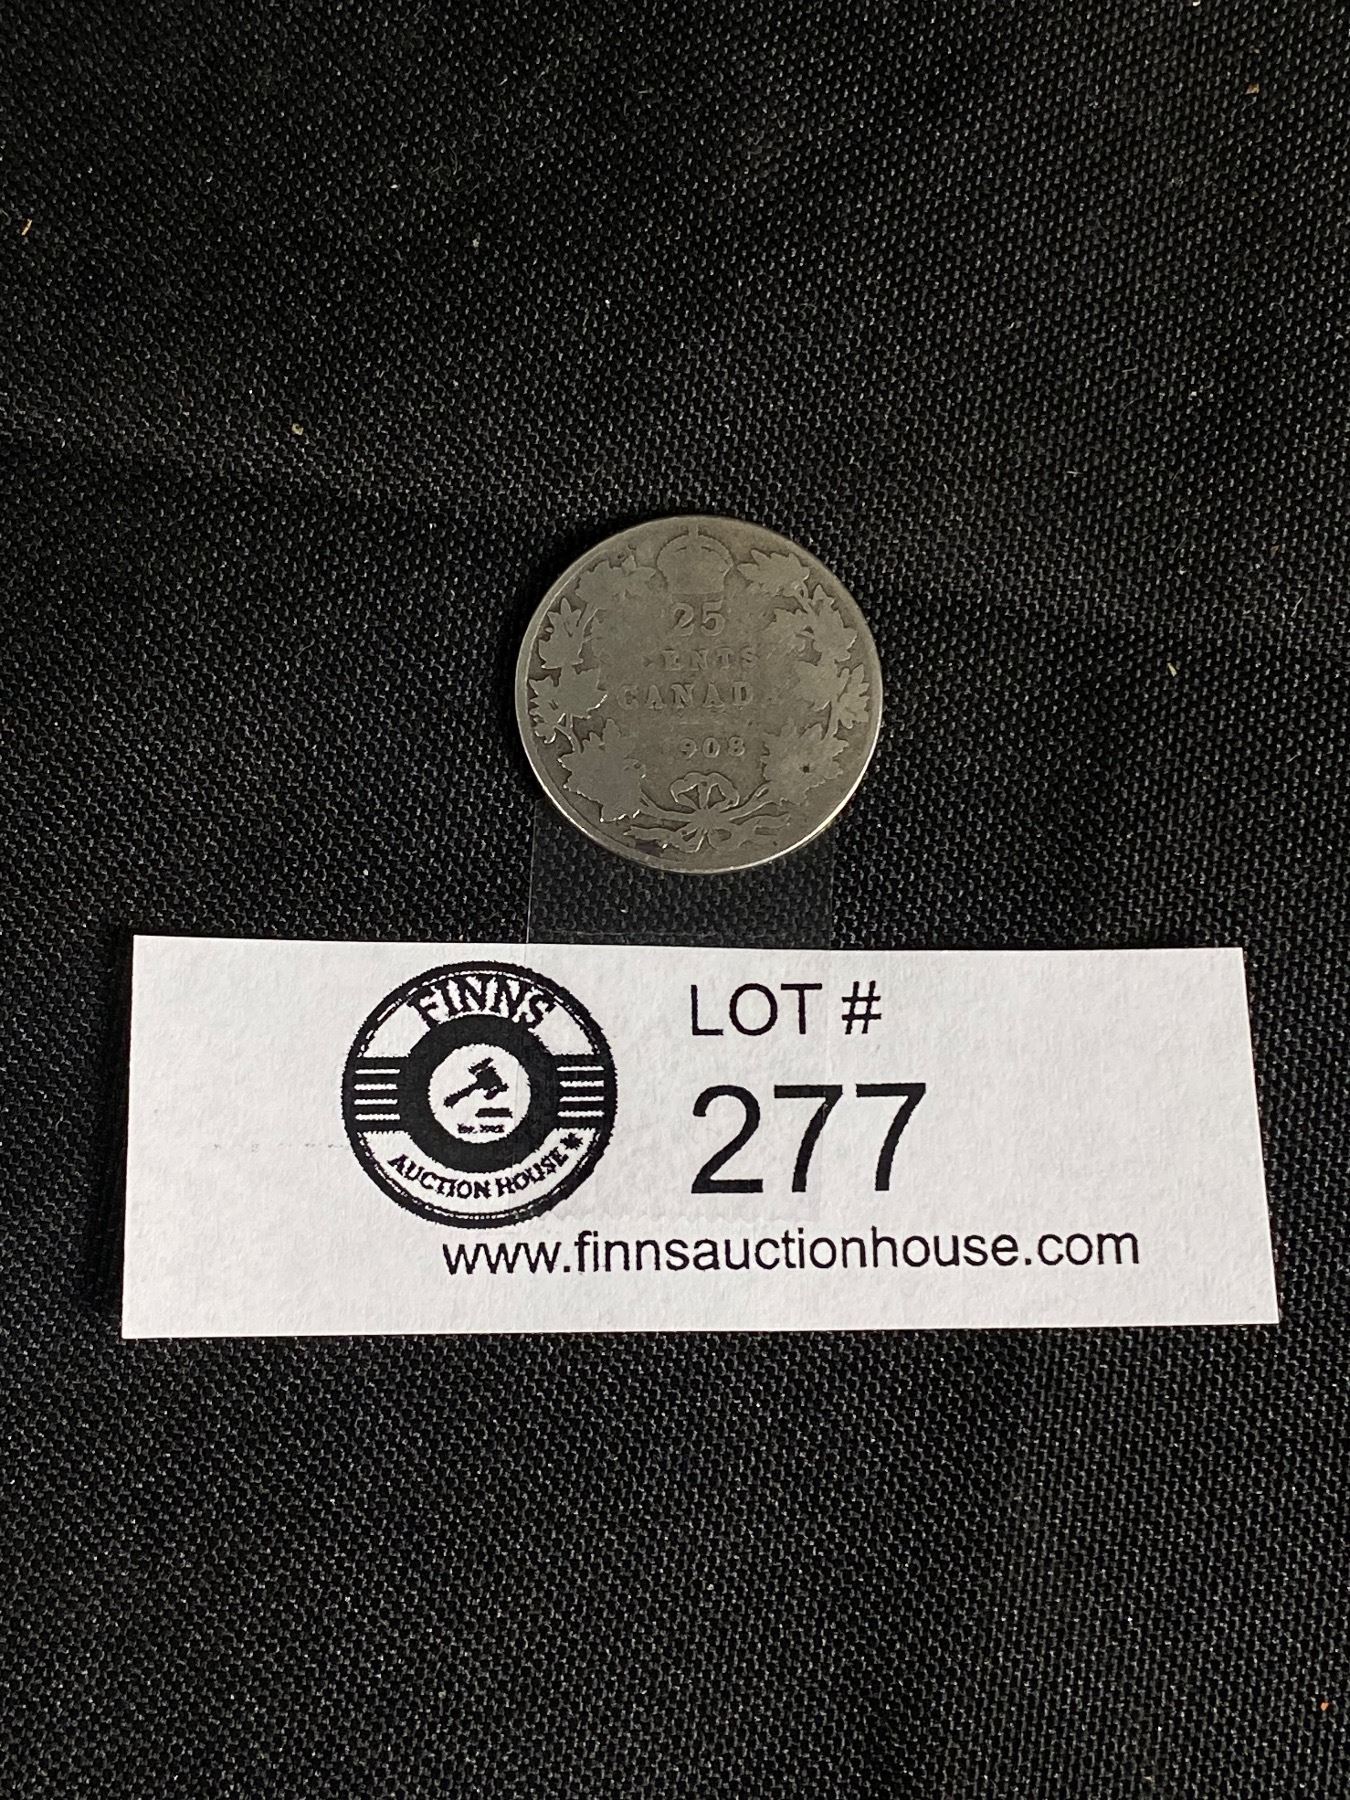 25
CENTS
CANADA
1908
FINNS
AUCTION HOUSE
LOT #
277
www.finnsauctionhouse.com